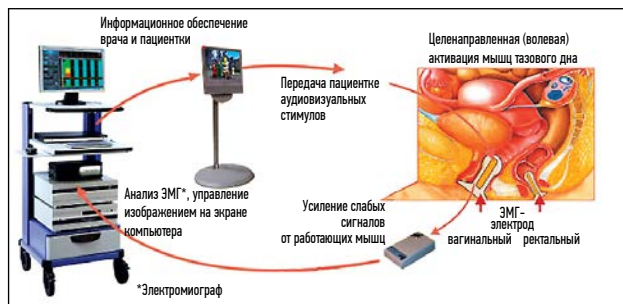 Информационное обеспечение
врача и пациентки
Целенаправленная (волевая)
активация мышц тазового дна
Передача пациентке
аудиовизуальных
стимулов
Анализ ЭМГ*, управление
изображением на экране
компьютера
Усиление слабых
сигналов
от работающих мышц
ЭМГ-
электрод
вагинальный ректальный
*Электромиограф